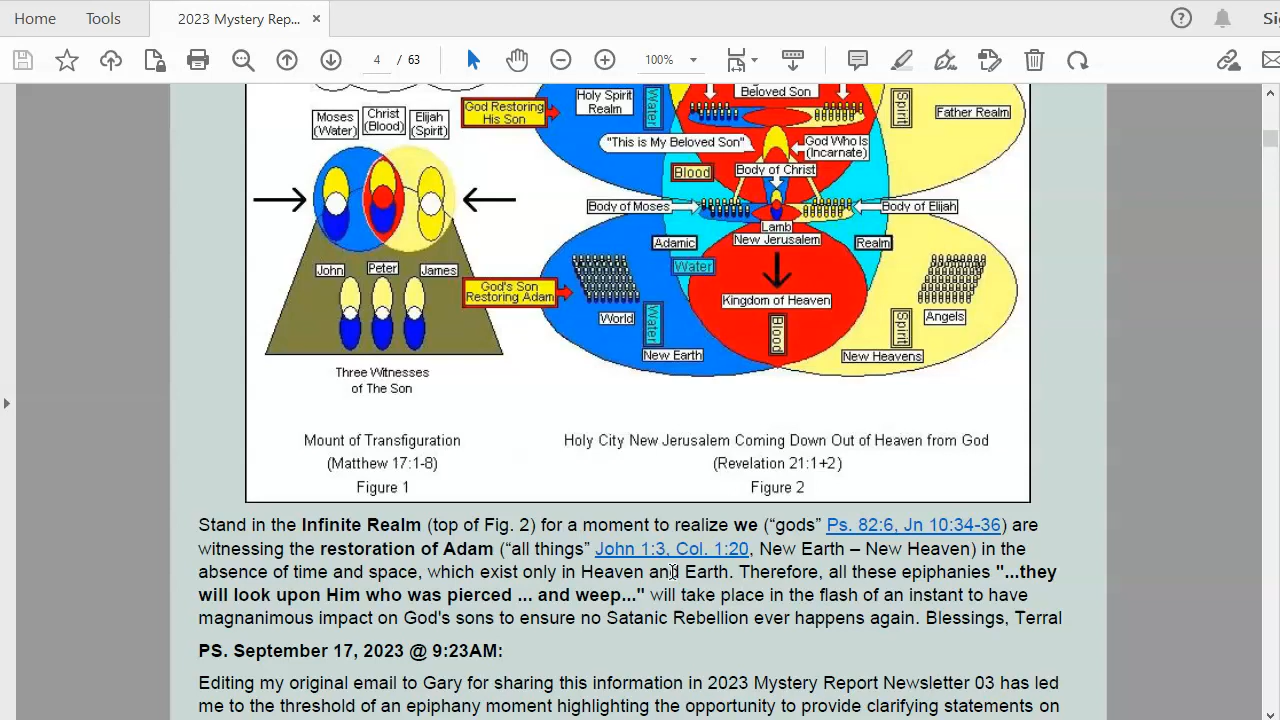 Home
Tools
2023 Mystery Rep...
×
4 / 63
100%
Moses
(Water)
Christ
(Blood)
Elijah
(Spirit)
John
Peter
James
Three Witnesses
of The Son
Mount of Transfiguration
(Matthew 17:1-8)
Figure 1
God Restoring
His Son
God's Son
Restoring Adam
Holy Spirit
Realm
Water
Beloved Son
Spirit
Father Realm
"This is My Beloved Son"
God Who Is
(Incarnate)
Blood
Body of Christ
Body of Moses
Body of Elijah
Lamb
New Jerusalem
Adamic
Realm
Water
World
Water
Kingdom of Heaven
Blood
Spirit
Angels
New Earth
New Heavens
Holy City New Jerusalem Coming Down Out of Heaven from God
(Revelation 21:1+2)
Figure 2
Stand in the Infinite Realm (top of Fig. 2) for a moment to realize we (“gods” Ps. 82:6, Jn 10:34-36) are
witnessing the restoration of Adam (“all things” John 1:3, Col. 1:20, New Earth – New Heaven) in the
absence of time and space, which exist only in Heaven and Earth. Therefore, all these epiphanies "...they
will look upon Him who was pierced ... and weep..." will take place in the flash of an instant to have
magnanimous impact on God's sons to ensure no Satanic Rebellion ever happens again. Blessings, Terral
PS. September 17, 2023 @ 9:23AM:
Editing my original email to Gary for sharing this information in 2023 Mystery Report Newsletter 03 has led
me to the threshold of an epiphany moment highlighting the opportunity to provide clarifying statements on